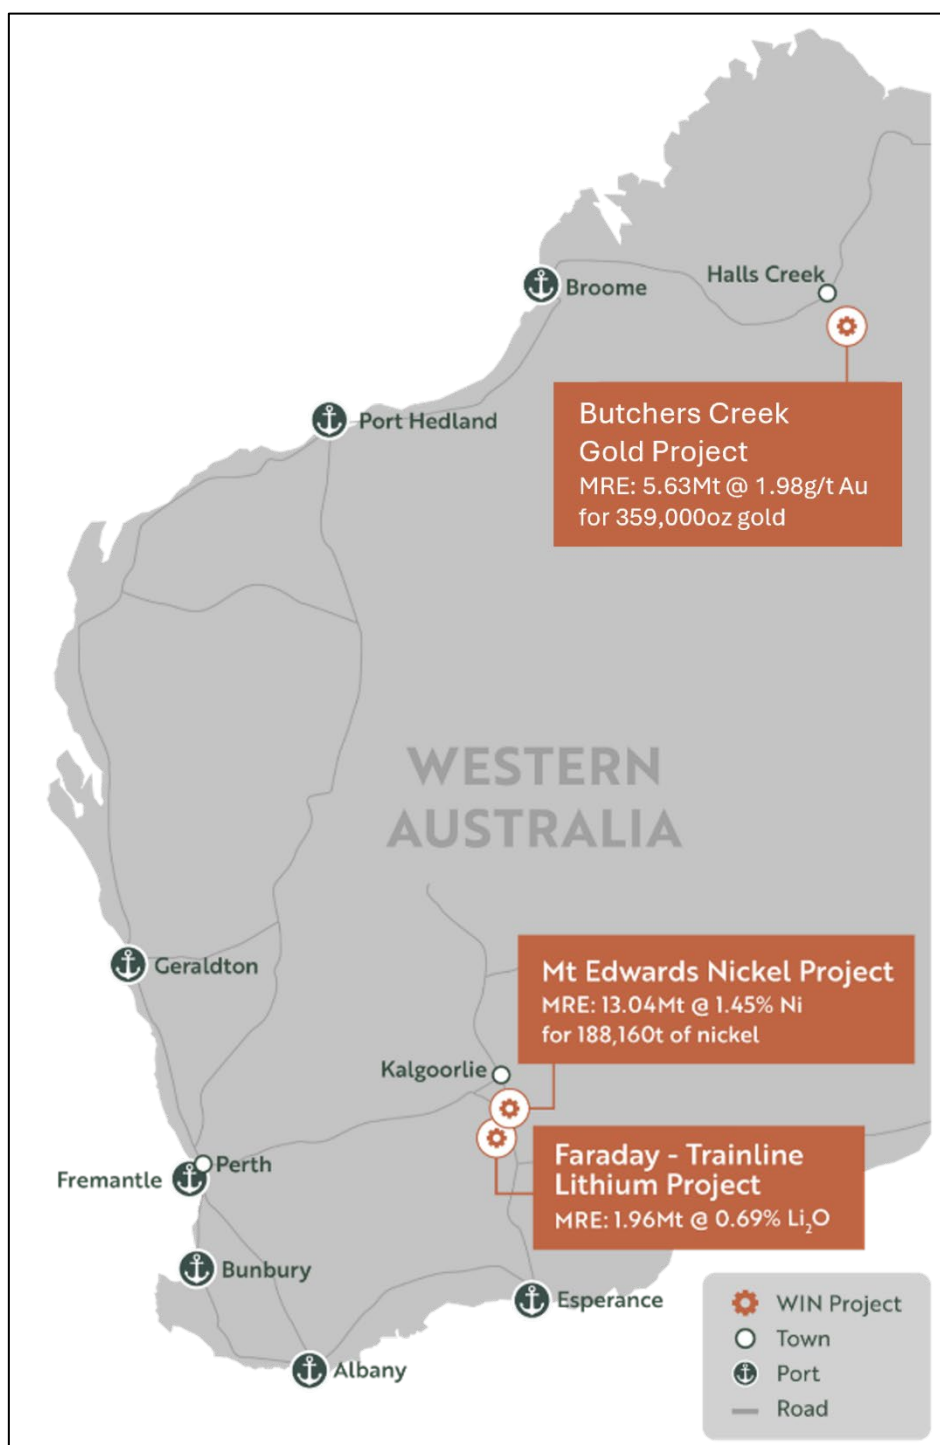 Halls Creek
Broome
Port Hedland
Butchers Creek
Gold Project
MRE: 5.63Mt @ 1.98g/t Au
for 359,000oz gold
WESTERN
AUSTRALIA
Geraldton
Mt Edwards Nickel Project
MRE: 13.04Mt @ 1.45% Ni
for 188,160t of nickel
Kalgoorlie
Perth
Fremantle
Faraday - Trainline
Lithium Project
MRE: 1.96Mt @ 0.69% Li₂O
Bunbury
Esperance
Albany
WIN Project
Town
Port
Road